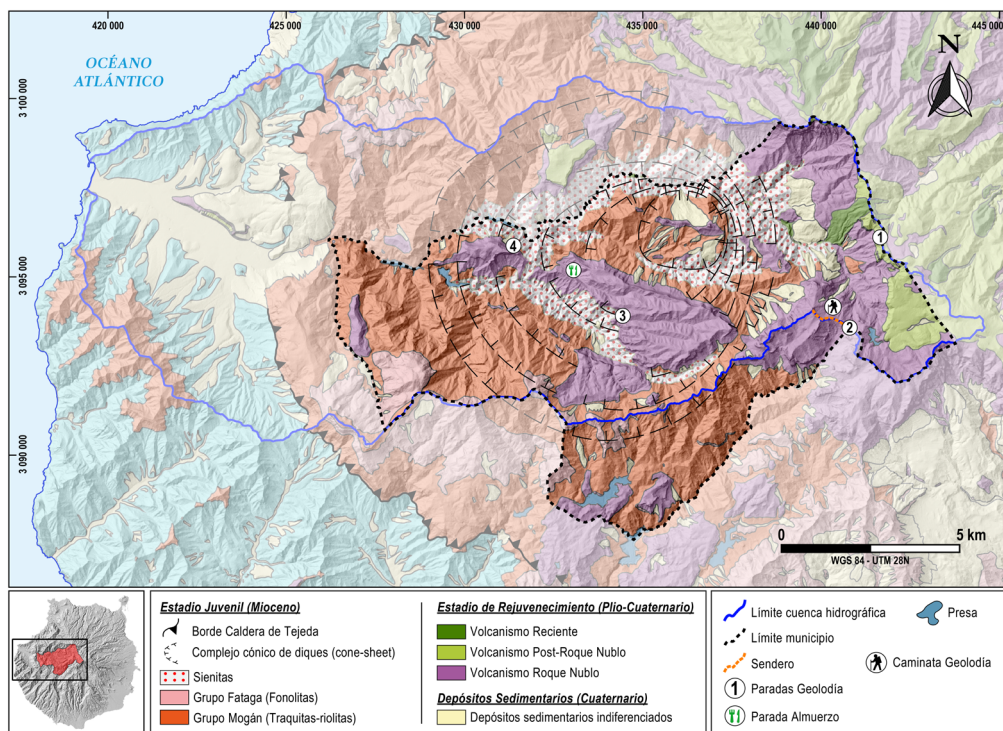 420 000
425 000
430 000
435 000
440 000
445 000
OCÉANO
ATLÁNTICO
N
3 100 000
3 095 000
3 090 000
1
4
3
2
0
5 km
WGS 84 - UTM 28N
Estadio Juvenil (Mioceno)
Borde Caldera de Tejeda
Complejo cónico de diques (cone-sheet)
Sienitas
Grupo Fataga (Fonolitas)
Grupo Mogán (Traquitas-riolitas)
Estadio de Rejuvenecimiento (Plio-Cuaternario)
Volcanismo Reciente
Volcanismo Post-Roque Nublo
Volcanismo Roque Nublo
Depósitos Sedimentarios (Cuaternario)
Depósitos sedimentarios indiferenciados
Límite cuenca hidrográfica
Límite municipio
Sendero
1 Paradas Geolodía
Parada Almuerzo
Presa
Caminata Geolodía